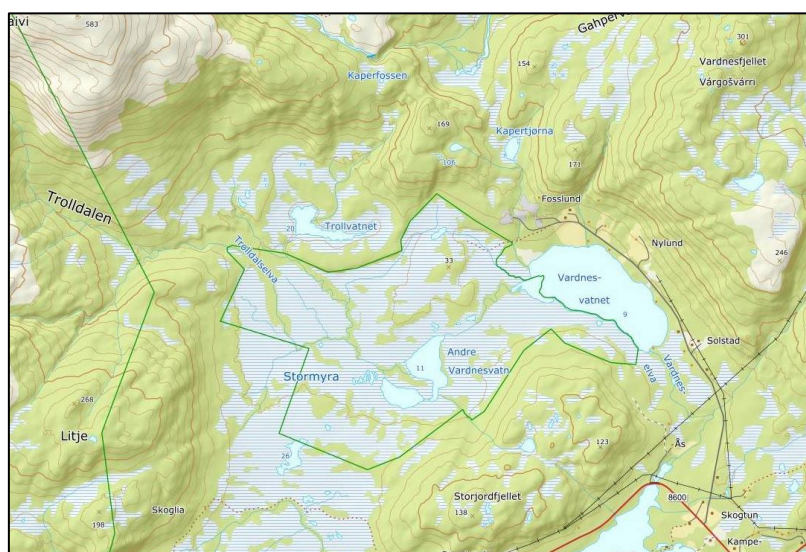 aivi
583
Gahperv
301
Vardnesfjellet
Várgošvárri
154
Kaperfossen
169
Kapertjørna
106
171
Trolldalen
Fosslund
20
Trollvatnet
Trolldalselva
11
33
Nylund
246
Vardnes-
vatnet
9
Solstad
Andre
Vardnesvatn
11
Stormyra
Vardnes-
elva
268
Litje
123
Ås
26
Storjordfjellet
138
8600
Skoglia
198
Skogtun
Kampe-